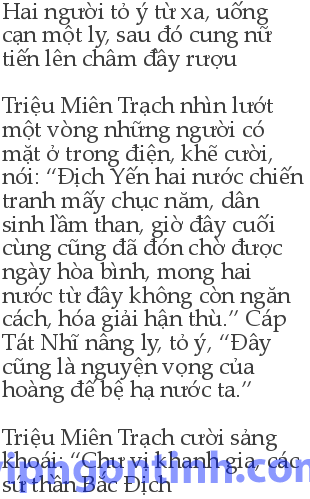 Hai người tỏ ý từ xa, uống
cạn một ly, sau đó cung nữ
tiến lên châm đầy rượu
Triệu Miên Trạch nhìn lướt
một vòng những người có
mặt ở trong điện, khẽ cười,
nói: “Địch Yến hai nước chiến
tranh mấy chục năm, dân
sinh lầm than, giờ đây cuối
cùng cũng đã đón chờ được
ngày hòa bình, mong hai
nước từ đây không còn ngăn
cách, hóa giải hận thù.” Cáp
Tát Nhĩ nâng ly, tỏ ý, “Đây
cũng là nguyện vọng của
hoàng đế bệ hạ nước ta.”
Triệu Miên Trạch cười sảng
khoái: “Chư vị khanh gia, các
sứ thần Bắc Địch
vipngontinh.com